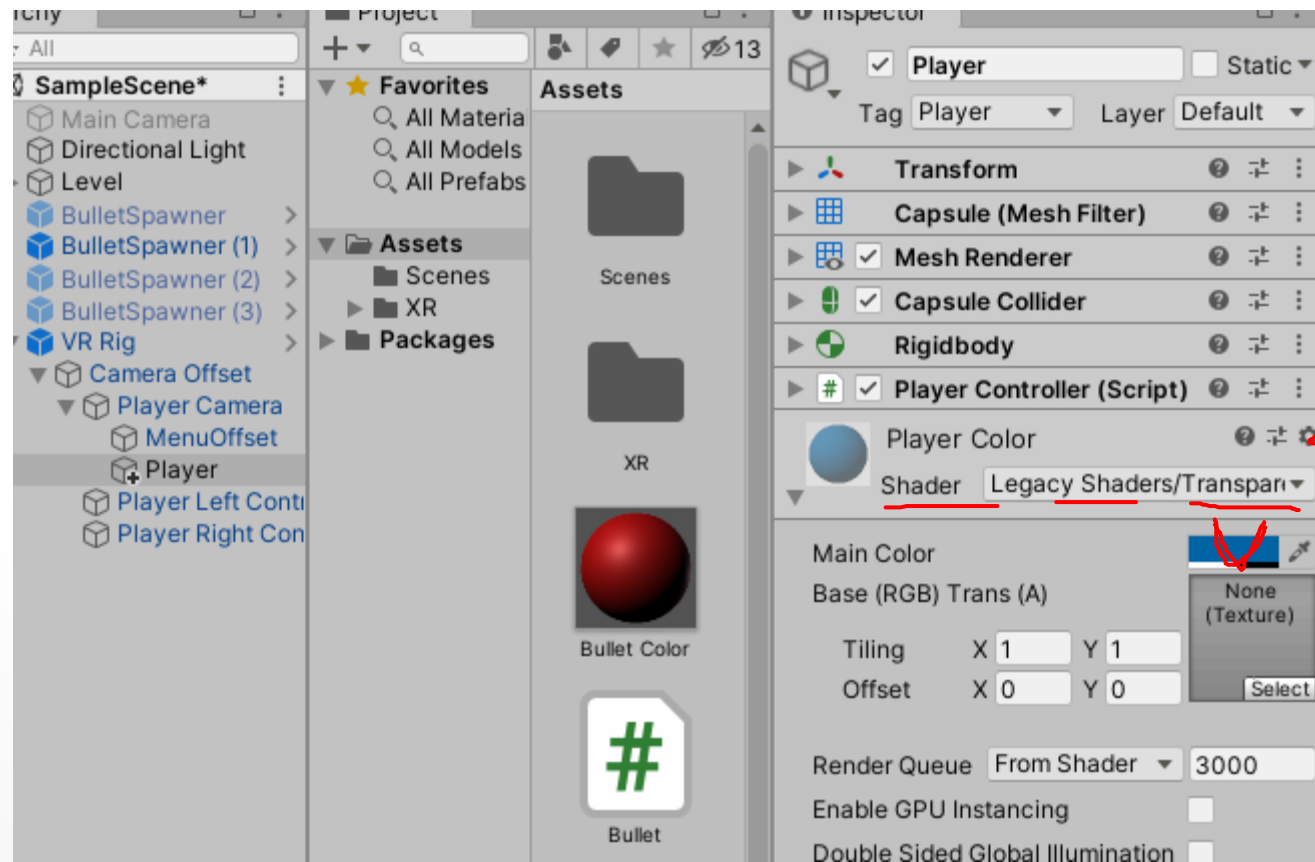 Project
Inspector
All
SampleScene*
Main Camera
Directional Light
Level
BulletSpawner
BulletSpawner (1)
BulletSpawner (2)
BulletSpawner (3)
VR Rig
Camera Offset
Player Camera
MenuOffset
Player
Player Left Cont
Player Right Con
13
Favorites
All Materia
All Models
All Prefabs
Assets
Scenes
XR
Packages
Assets
Scenes
XR
Bullet Color
#
Bullet
Player
Static
Tag Player Layer Default
Transform
Capsule (Mesh Filter)
Mesh Renderer
Capsule Collider
Rigidbody
# Player Controller (Script)
Player Color
Shader Legacy Shaders/Transpar
Main Color
Base (RGB) Trans (A)
None
(Texture)
Tiling X 1 Y 1
Offset X 0 Y 0
Select
Render Queue From Shader 3000
Enable GPU Instancing
Double Sided Global Illumination